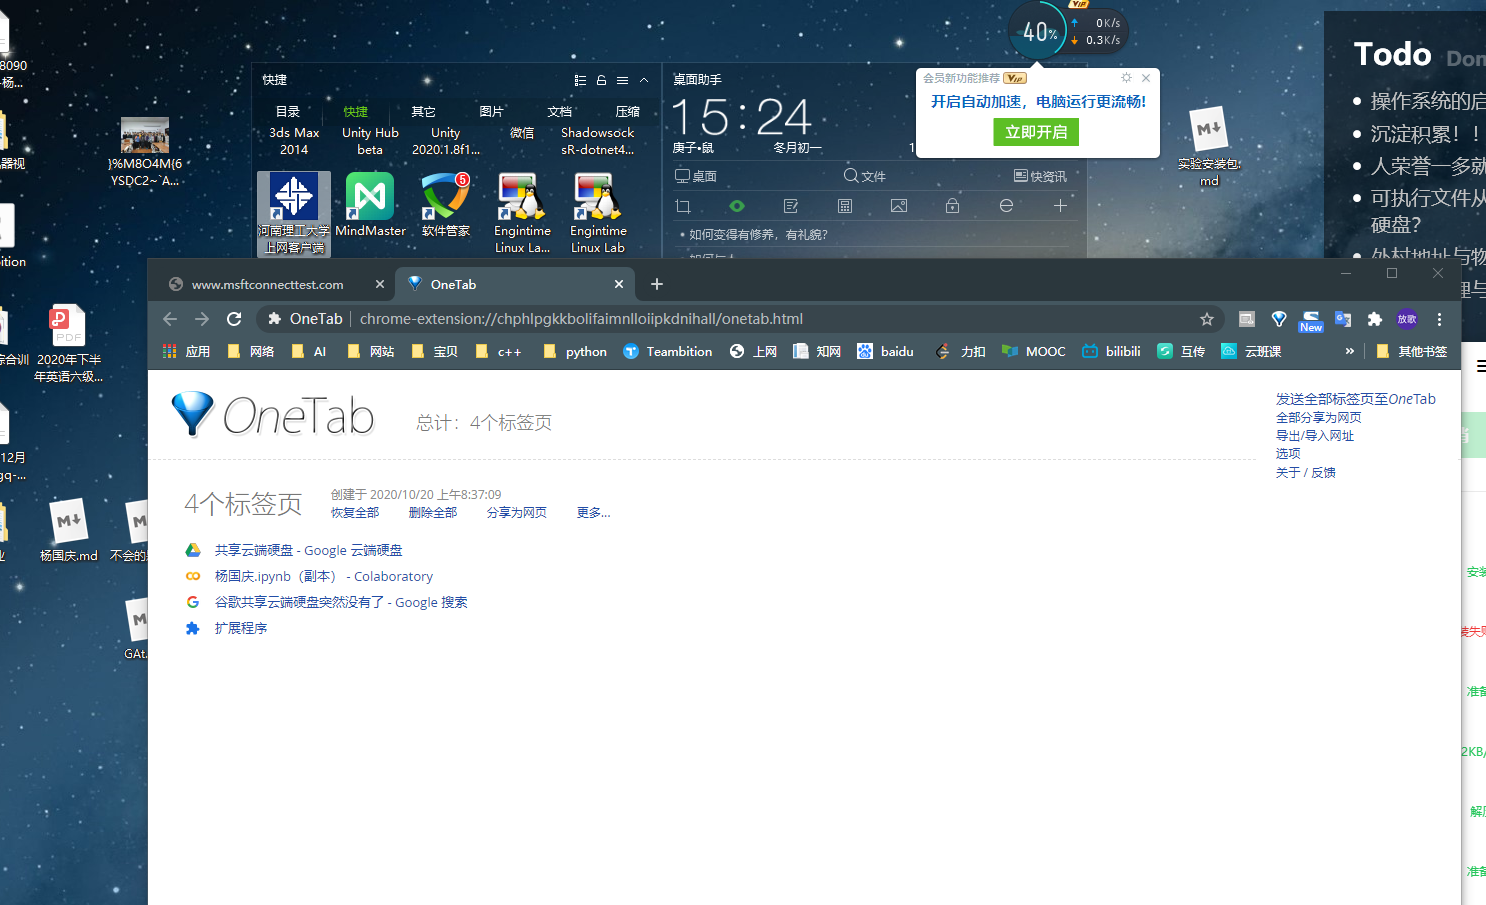 8090
-杨...
器视
}%M8O4M{6
YSDC2~`A...
快捷
目录 快捷 其它 图片 文档 压缩
3ds Max
2014
Unity Hub
beta
Unity
2020.1.8f1...
微信
Shadowsock
sR-dotnet4...
河南理工大学
上网客户端
MindMaster
5
软件管家
Engintime
Linux La...
Engintime
Linux Lab
桌面助手
15:24
庚子•鼠 冬月初一 1
桌面 文件 快资讯
• 如何变得有修养，有礼貌？
VIP
40%
0K/s
0.3K/s
会员新功能推荐 VIP
开启自动加速，电脑运行更流畅!
立即开启
M
实验安装包.
md
Todo Don
• 操作系统的启
• 沉淀积累！！
• 人荣誉一多就
• 可执行文件从
硬盘？
理与
ition
PDF
综合训
2020年下半
年英语六级...
12月
gq-...
业
M
杨国庆.md
M
不会的
M
GAt.
www.msftconnecttest.com
OneTab
OneTab | chrome-extension://chphlpgkkbolifaimnlloiipkdnihall/onetab.html
New
放歌
应用 网络 AI 网站 宝贝 c++ python Teambition 上网 知网 baidu 力扣 MOOC bilibili 互传 云班课 » 其他书签
OneTab
总计：4个标签页
发送全部标签页至OneTab
全部分享为网页
导出/导入网址
选项
关于 / 反馈
4个标签页
创建于 2020/10/20 上午8:37:09
恢复全部 删除全部 分享为网页 更多...
共享云端硬盘 - Google 云端硬盘
杨国庆.ipynb（副本） - Colaboratory
谷歌共享云端硬盘突然没有了 - Google 搜索
扩展程序
安装
装失败
准备
2KB/
解压
准备